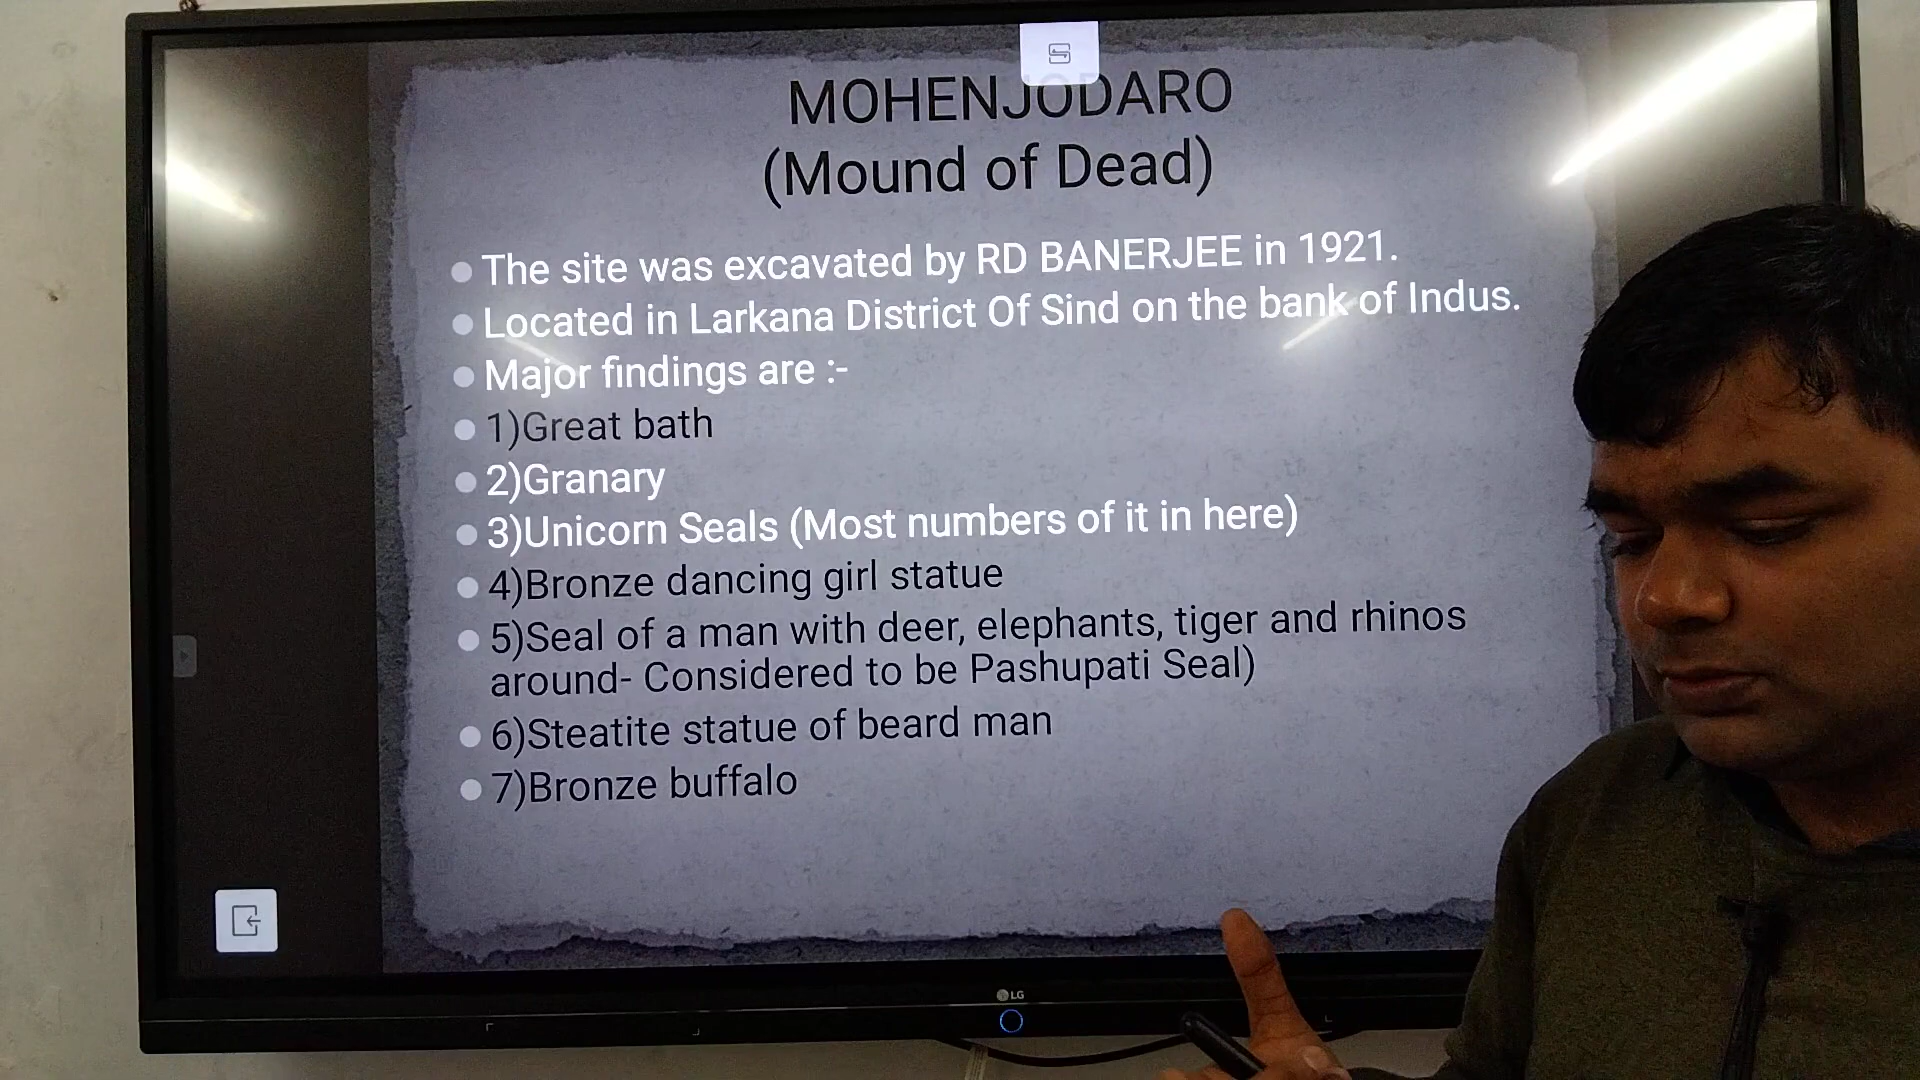 MOHENJODARO
(Mound of Dead)
The site was excavated by RD BANERJEE in 1921.
Located in Larkana District Of Sind on the bank of Indus.
Major findings are :-
1)Great bath
2)Granary
3)Unicorn Seals (Most numbers of it in here)
4)Bronze dancing girl statue
5)Seal of a man with deer, elephants, tiger and rhinos
around- Considered to be Pashupati Seal)
6)Steatite statue of beard man
7)Bronze buffalo
LG